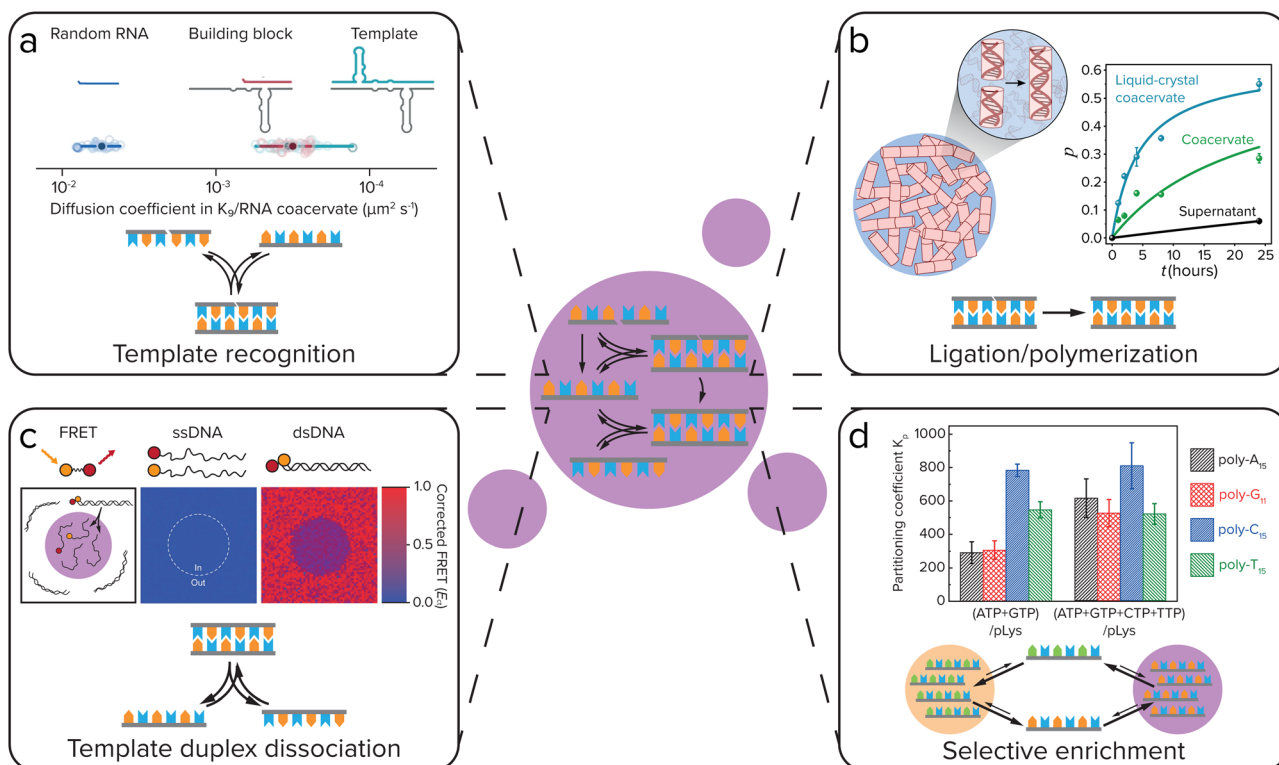 a
Random RNA
Building block
Template
10⁻²
10⁻³
10⁻⁴
Diffusion coefficient in K₉/RNA coacervate (µm² s⁻¹)
Template recognition
b
Liquid-crystal
coacervate
Coacervate
Supernatant
p
0.6
0.5
0.4
0.3
0.2
0.1
0.0
0
5
10
15
20
25
t (hours)
Ligation/polymerization
c
FRET
ssDNA
dsDNA
In
Out
1.0
0.5
0.0
Corrected FRET (E꜀ₜ)
Template duplex dissociation
d
Partitioning coefficient Kₚ
1000
800
600
400
200
0
(ATP+GTP)
/pLys
(ATP+GTP+CTP+TTP)
/pLys
poly-A₁₅
poly-G₁₁
poly-C₁₅
poly-T₁₅
Selective enrichment